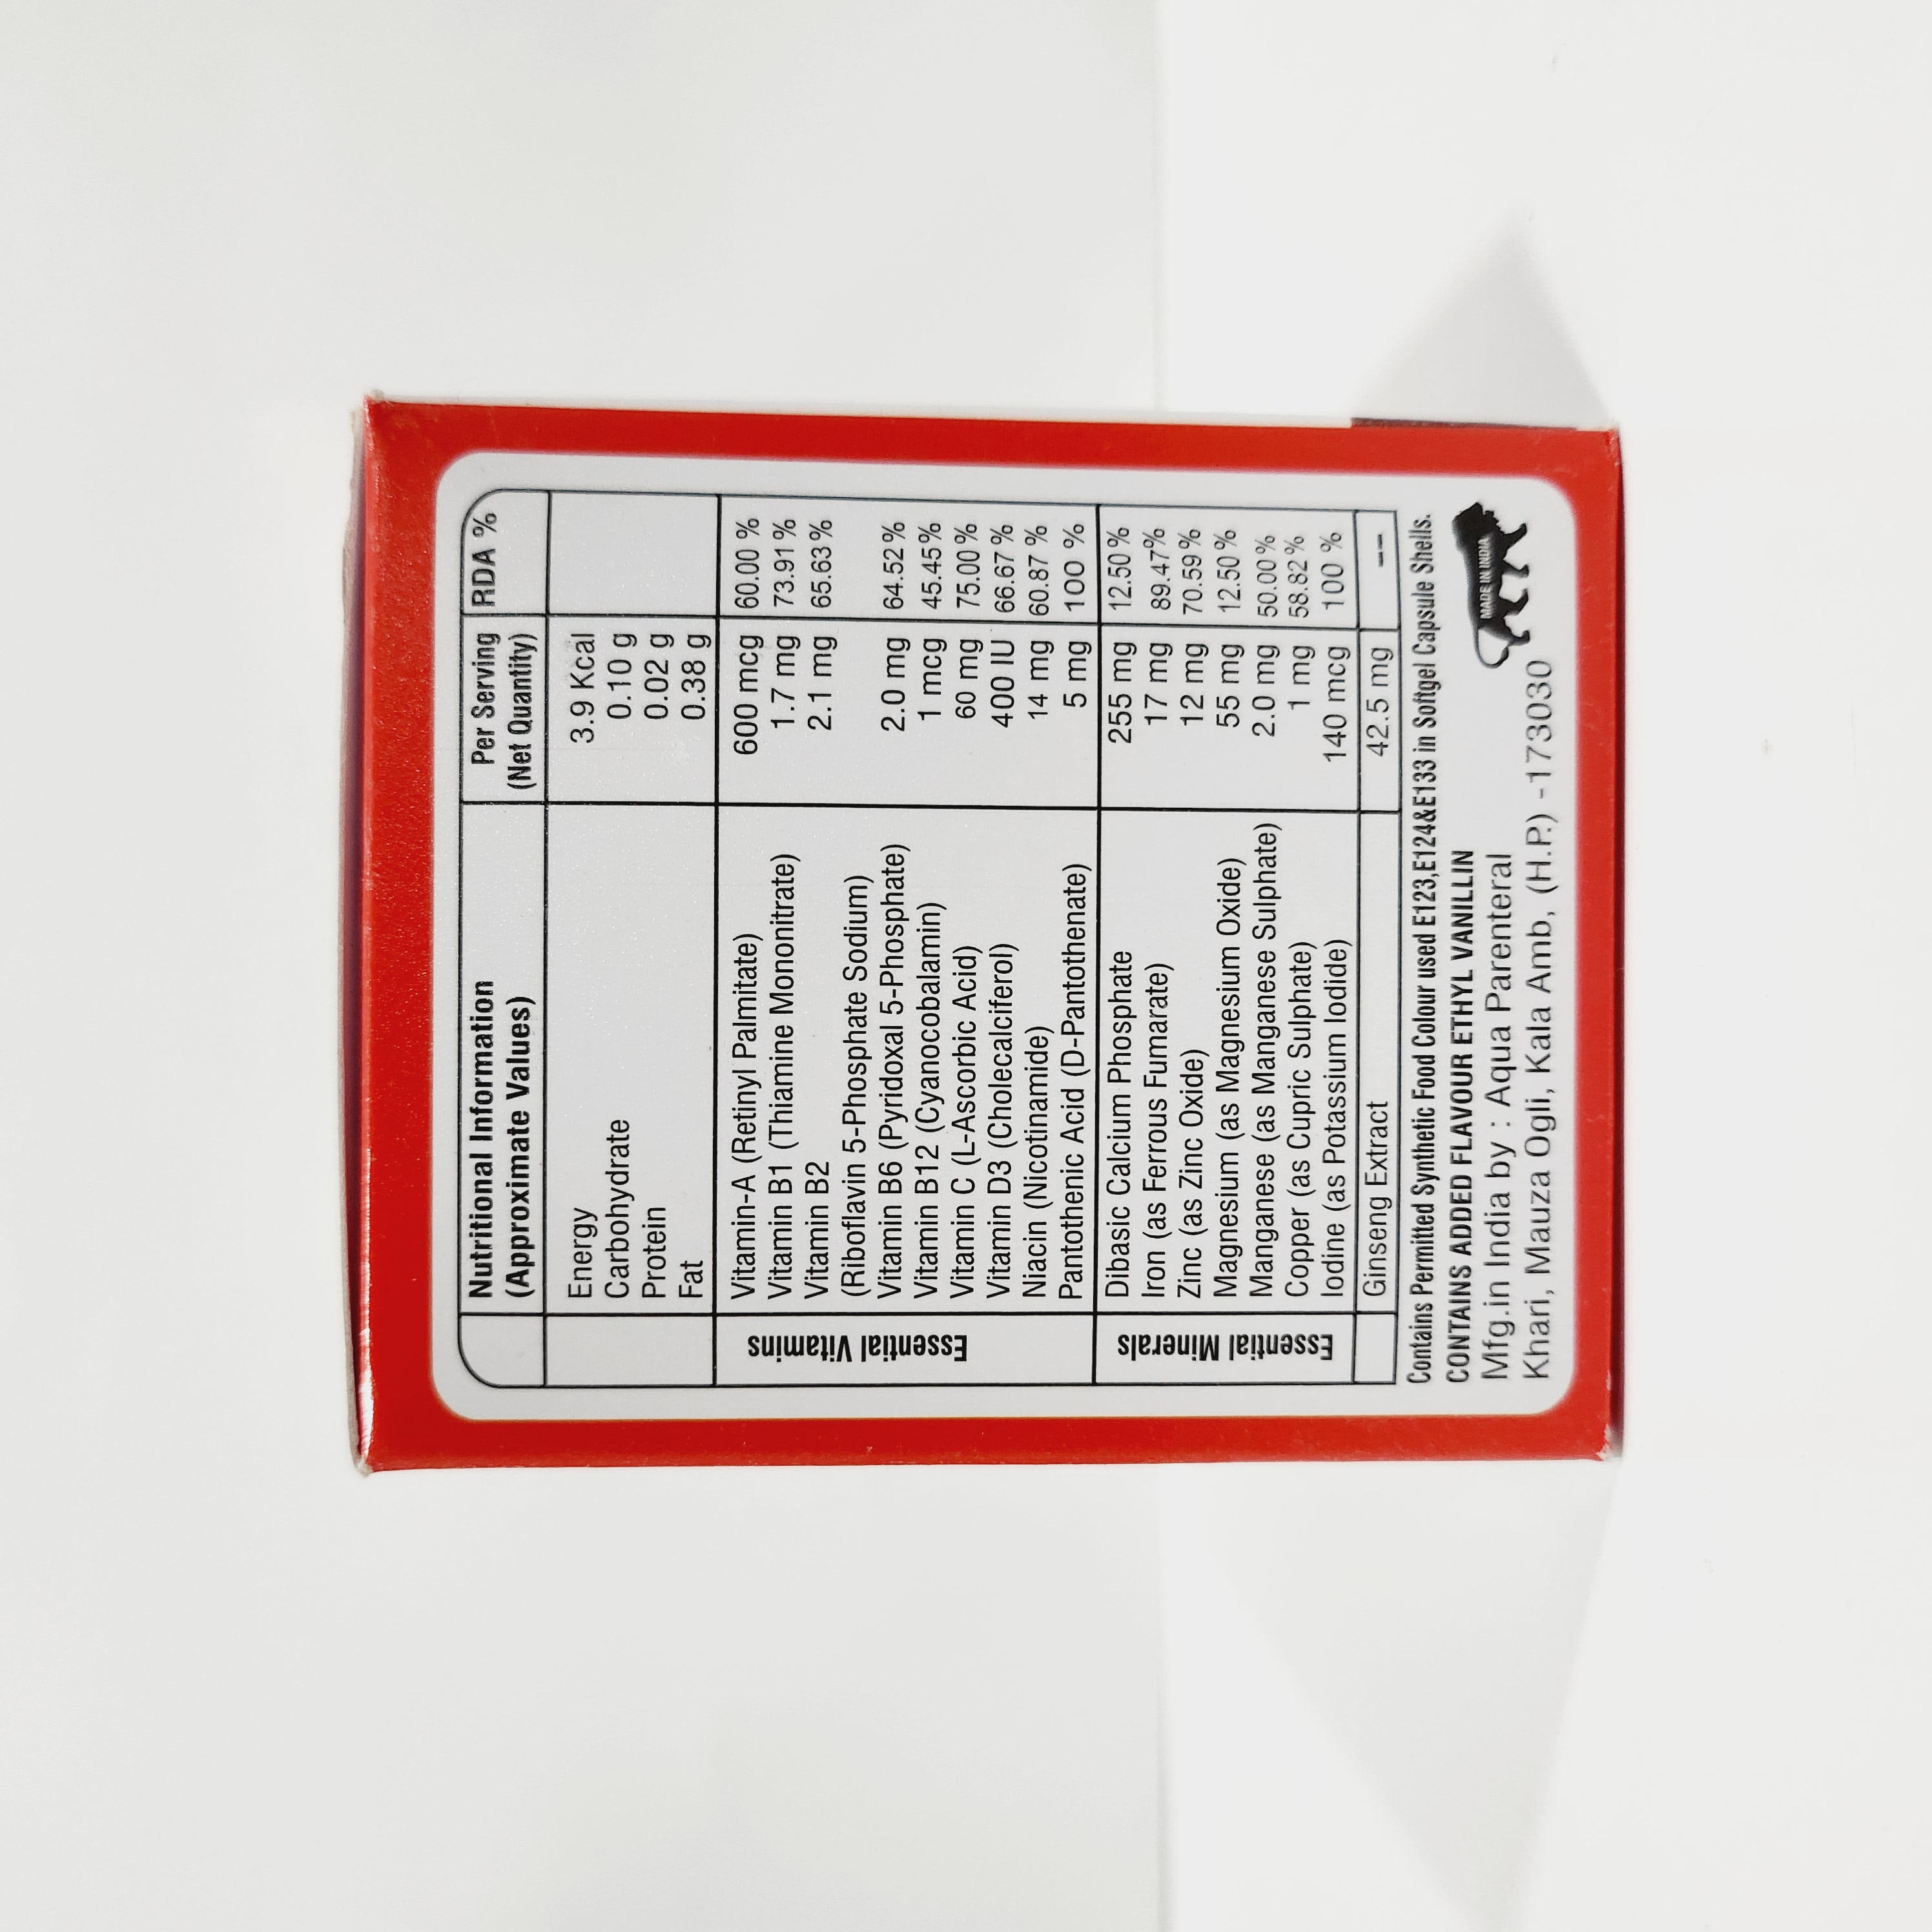 Nutritional Information Per Serving RDA %
(Approximate Values) (Net Quantity)
Energy 3.9 Kcal
Carbohydrate 0.10 g
Protein 0.02 g
Fat 0.38 g
Essential Vitamins
Vitamin-A (Retinyl Palmitate) 600 mcg 60.00 %
Vitamin B1 (Thiamine Mononitrate) 1.7 mg 73.91 %
Vitamin B2 2.1 mg 65.63 %
(Riboflavin 5-Phosphate Sodium)
Vitamin B6 (Pyridoxal 5-Phosphate) 2.0 mg 64.52 %
Vitamin B12 (Cyanocobalamin) 1 mcg 45.45 %
Vitamin C (L-Ascorbic Acid) 60 mg 75.00 %
Vitamin D3 (Cholecalciferol) 400 IU 66.67 %
Niacin (Nicotinamide) 14 mg 60.87 %
Pantothenic Acid (D-Pantothenate) 5 mg 100 %
Essential Minerals
Dibasic Calcium Phosphate 255 mg 12.50 %
Iron (as Ferrous Fumarate) 17 mg 89.47%
Zinc (as Zinc Oxide) 12 mg 70.59 %
Magnesium (as Magnesium Oxide) 55 mg 12.50 %
Manganese (as Manganese Sulphate) 2.0 mg 50.00 %
Copper (as Cupric Sulphate) 1 mg 58.82 %
Iodine (as Potassium Iodide) 140 mcg 100 %
Ginseng Extract 42.5 mg --
Contains Permitted Synthetic Food Colour used E123,E124&E133 in Softgel Capsule Shells.
CONTAINS ADDED FLAVOUR ETHYL VANILLIN
Mfg.in India by : Aqua Parenteral
Khari, Mauza Ogli, Kala Amb, (H.P.) -173030
MADE IN INDIA